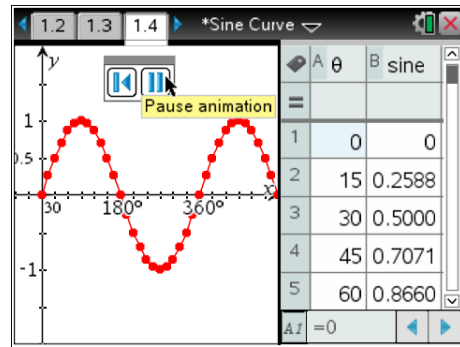 1.2 1.3 1.4 *Sine Curve
y
Pause animation
1
0.5
30 180° 360° x
-1
A θ B sine
=
1 0 0
2 15 0.2588
3 30 0.5000
4 45 0.7071
5 60 0.8660
A1 =0